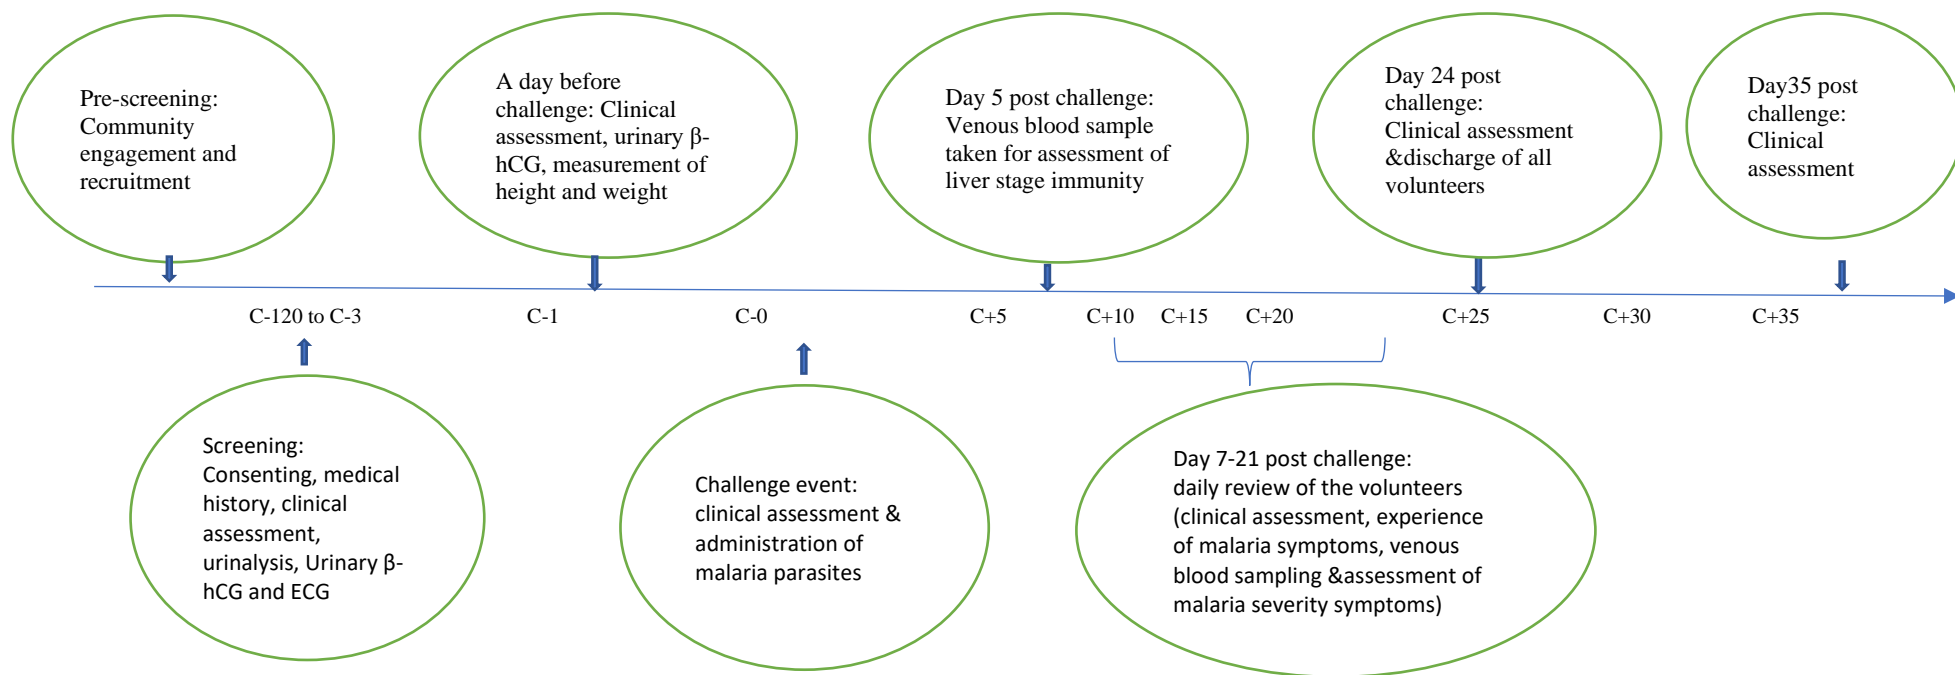 Pre-screening:
Community
engagement and
recruitment
A day before
challenge: Clinical
assessment, urinary β-
hCG, measurement of
height and weight
Day 5 post challenge:
Venous blood sample
taken for assessment of
liver stage immunity
Day 24 post
challenge:
Clinical assessment
&discharge of all
volunteers
Day35 post
challenge:
Clinical
assessment
C-120 to C-3
C-1
C-0
C+5
C+10
C+15
C+20
C+25
C+30
C+35
Screening:
Consenting, medical
history, clinical
assessment,
urinalysis, Urinary β-
hCG and ECG
Challenge event:
clinical assessment &
administration of
malaria parasites
Day 7-21 post challenge:
daily review of the volunteers
(clinical assessment, experience
of malaria symptoms, venous
blood sampling &assessment of
malaria severity symptoms)